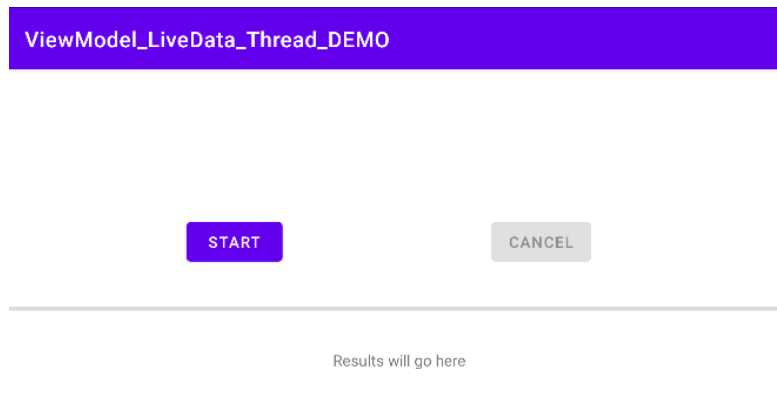 ViewModel_LiveData_Thread_DEMO
START
CANCEL
Results will go here